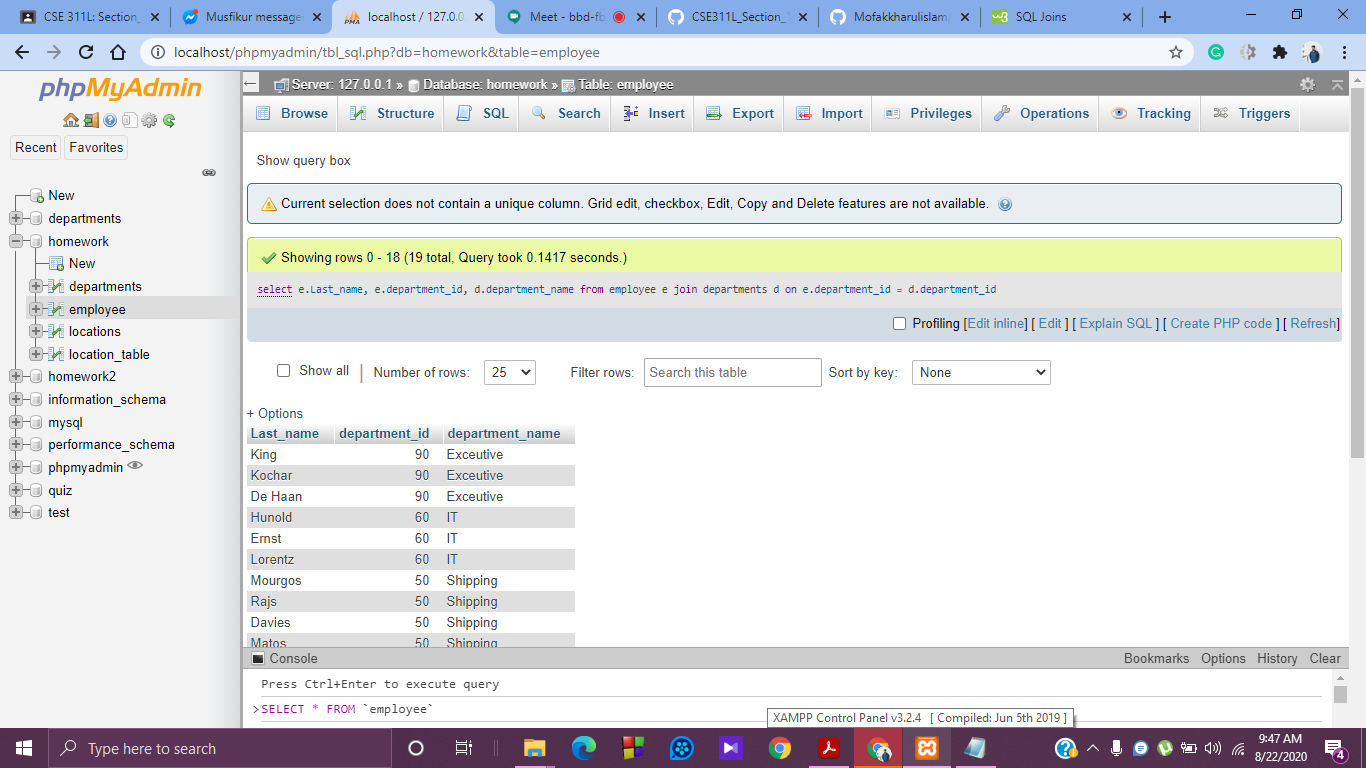 CSE 311L: Section_
Musfikur message
localhost / 127.0.0
Meet - bbd-fb
CSE311L_Section_
Mofakkharulislam/
SQL Joins
localhost/phpmyadmin/tbl_sql.php?db=homework&table=employee
phpMyAdmin
Recent
Favorites
New
departments
homework
New
departments
employee
locations
location_table
homework2
information_schema
mysql
performance_schema
phpmyadmin
quiz
test
Server: 127.0.0.1 » Database: homework » Table: employee
Browse
Structure
SQL
Search
Insert
Export
Import
Privileges
Operations
Tracking
Triggers
Show query box
Current selection does not contain a unique column. Grid edit, checkbox, Edit, Copy and Delete features are not available.
Showing rows 0 - 18 (19 total, Query took 0.1417 seconds.)
select e.Last_name, e.department_id, d.department_name from employee e join departments d on e.department_id = d.department_id
Profiling [Edit inline] [ Edit ] [ Explain SQL ] [ Create PHP code ] [ Refresh]
Show all | Number of rows: 25 Filter rows: Search this table Sort by key: None
+ Options
Last_name department_id department_name
King 90 Exceutive
Kochar 90 Exceutive
De Haan 90 Exceutive
Hunold 60 IT
Ernst 60 IT
Lorentz 60 IT
Mourgos 50 Shipping
Rajs 50 Shipping
Davies 50 Shipping
Matos 50 Shipping
Console
Bookmarks Options History Clear
Press Ctrl+Enter to execute query
>SELECT * FROM `employee`
XAMPP Control Panel v3.2.4 [ Compiled: Jun 5th 2019 ]
Type here to search
9:47 AM
8/22/2020
4